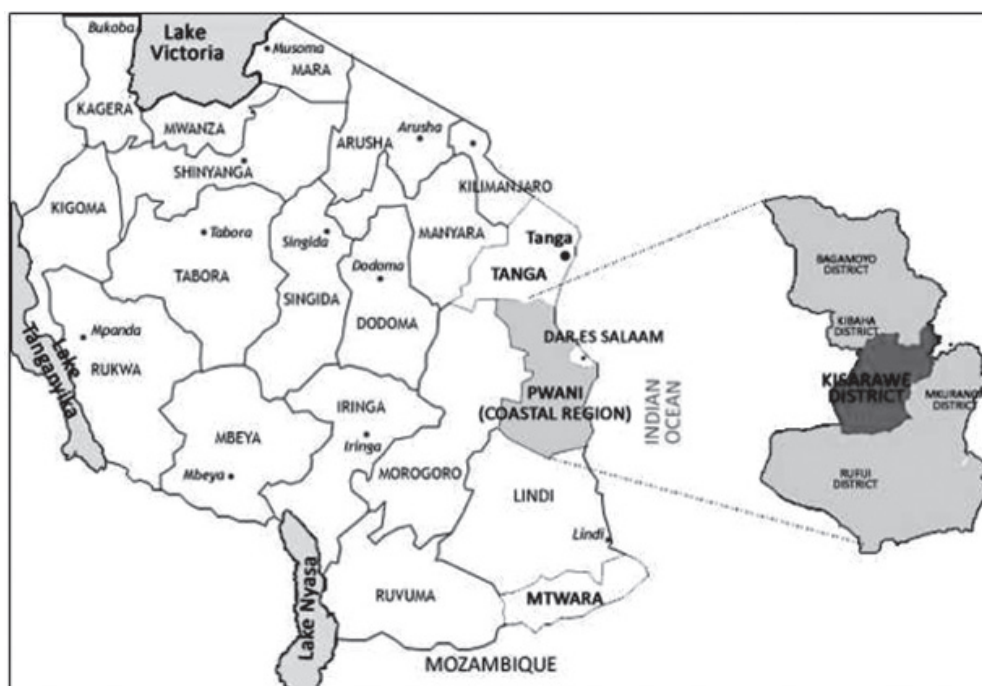 Bukoba
Lake
Victoria
Musoma
MARA
KAGERA
MWANZA
Arusha
ARUSHA
SHINYANGA
KILIMANJARO
KIGOMA
Tabora
Singida
MANYARA
Tanga
TANGA
TABORA
Dodoma
SINGIDA
DODOMA
DAR ES SALAAM
Mpanda
RUKWA
Lake
Tanganyika
PWANI
(COASTAL REGION)
INDIAN
OCEAN
IRINGA
Iringa
MBEYA
Mbeya
MOROGORO
LINDI
Lindi
Lake Nyasa
RUVUMA
MTWARA
MOZAMBIQUE
BAGAMOYO
DISTRICT
KIBAHA
DISTRICT
KISARAWE
DISTRICT
MKURANGA
DISTRICT
RUFUI
DISTRICT